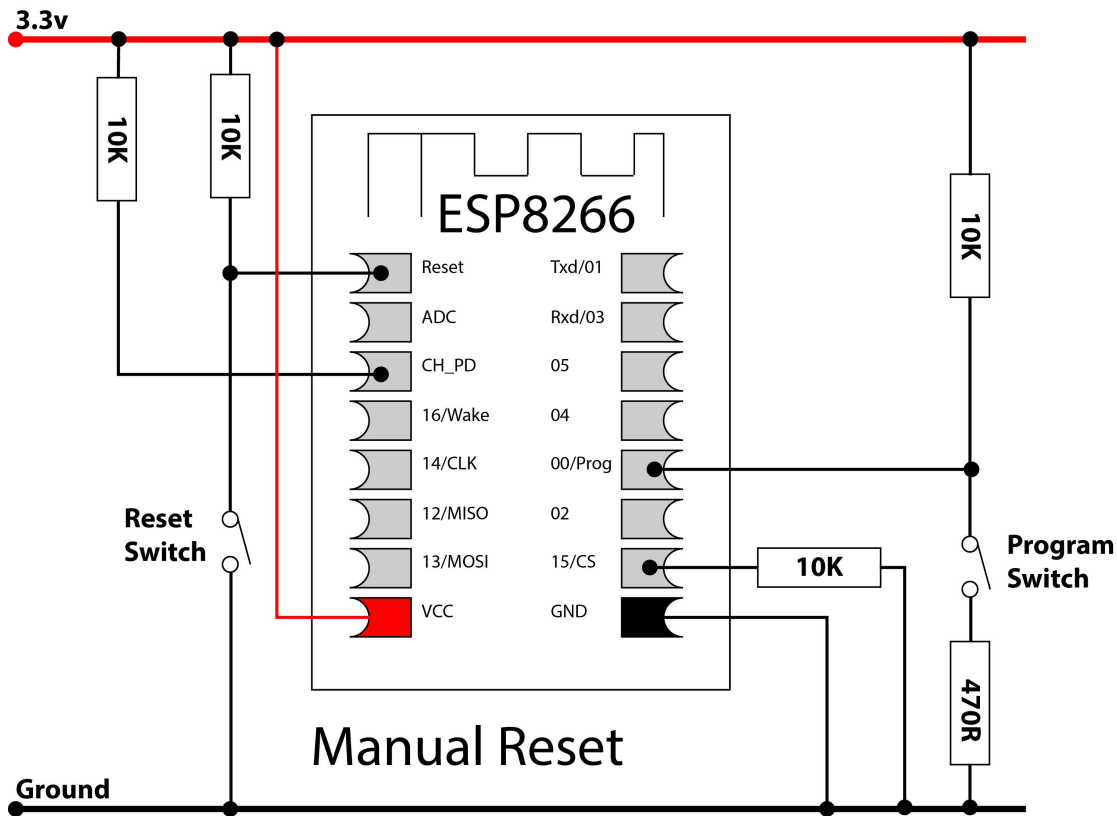 3.3v
10K
10K
10K
ESP8266
Reset
Txd/01
ADC
Rxd/03
CH_PD
05
16/Wake
04
14/CLK
00/Prog
12/MISO
02
13/MOSI
15/CS
VCC
GND
Reset
Switch
10K
Program
Switch
470R
Manual Reset
Ground